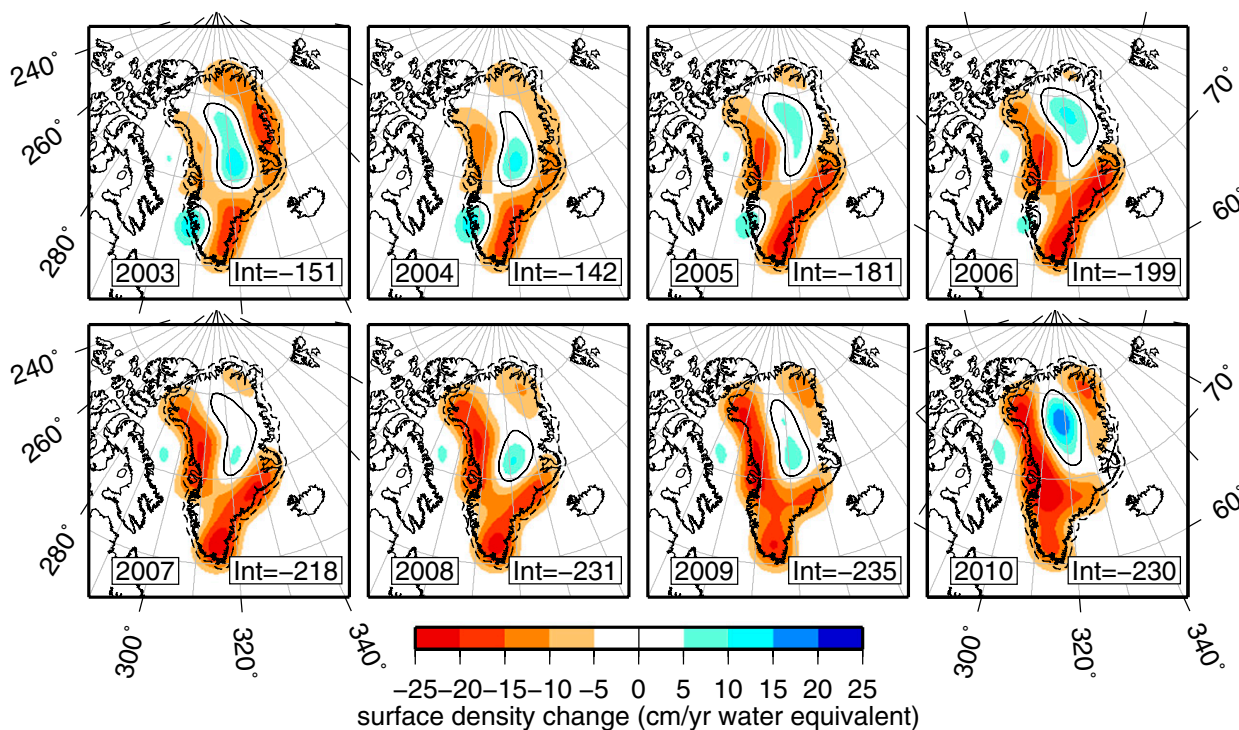 240°
260°
280°
2003
Int=−151
2004
Int=−142
2005
Int=−181
2006
Int=−199
70°
60°
240°
260°
280°
2007
Int=−218
2008
Int=−231
2009
Int=−235
2010
Int=−230
70°
60°
300°
320°
340°
300°
320°
340°
−25−20−15−10 −5 0 5 10 15 20 25
surface density change (cm/yr water equivalent)